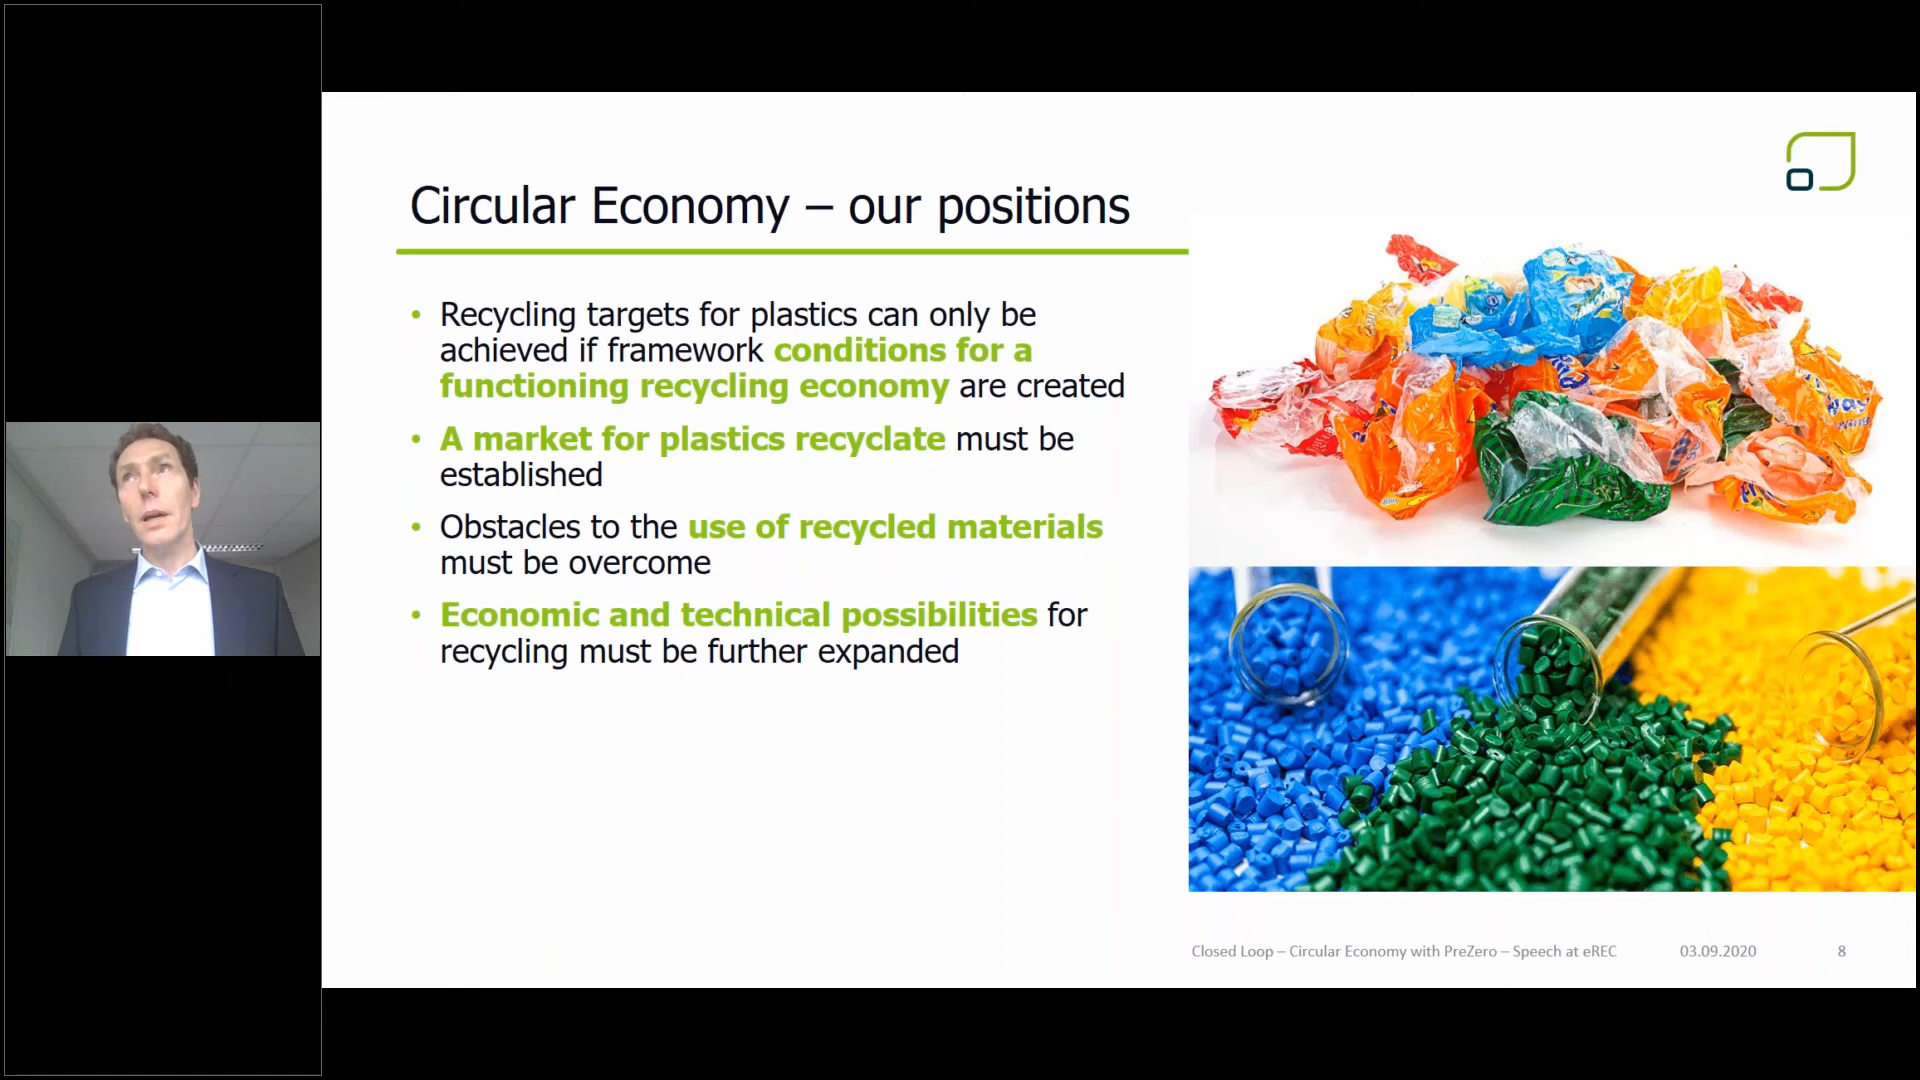 Circular Economy – our positions
• Recycling targets for plastics can only be
achieved if framework conditions for a
functioning recycling economy are created
• A market for plastics recyclate must be
established
• Obstacles to the use of recycled materials
must be overcome
• Economic and technical possibilities for
recycling must be further expanded
Closed Loop – Circular Economy with PreZero – Speech at eREC 03.09.2020 8